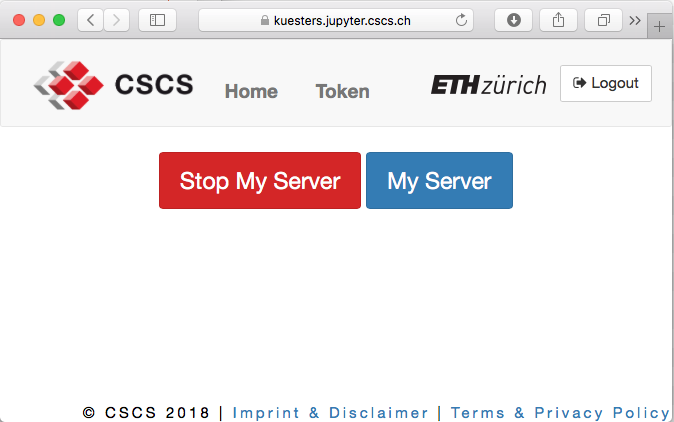 kuesters.jupyter.cscs.ch
CSCS Home Token ETH zürich Logout
Stop My Server My Server
© CSCS 2018 | Imprint & Disclaimer | Terms & Privacy Policy